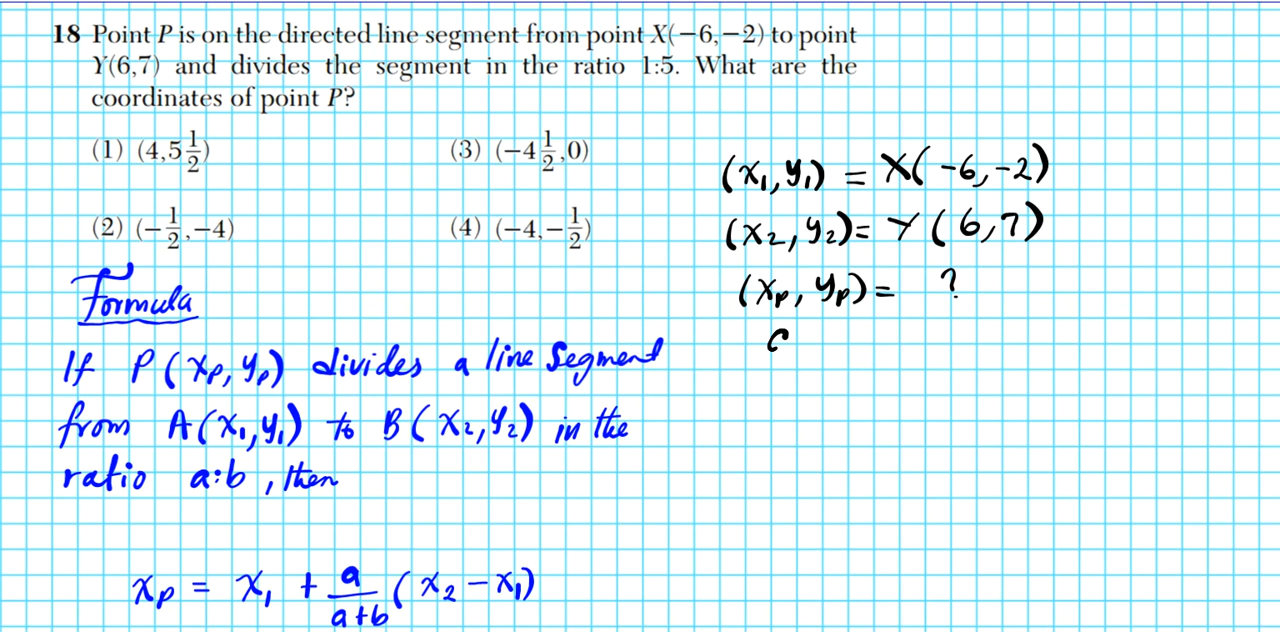 18 Point P is on the directed line segment from point X(−6,−2) to point
Y(6,7) and divides the segment in the ratio 1:5. What are the
coordinates of point P?
(1) (4,5 1/2)
(3) (−4 1/2,0)
(2) (−1/2,−4)
(4) (−4,−1/2)
(x₁,y₁) = X(-6,-2)
(x₂,y₂) = Y(6,7)
(xₚ,yₚ) = ?
Formula
If P(xₚ,yₚ) divides a line segment
from A(x₁,y₁) to B(x₂,y₂) in the
ratio a:b, then
xₚ = x₁ + a/(a+b) (x₂ − x₁)